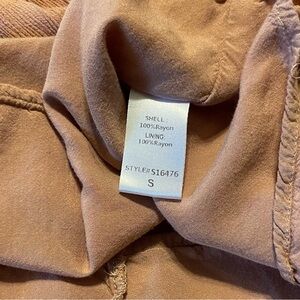 SHELL:
100%Rayon
LINING:
100%Rayon
STYLE# S16476
S